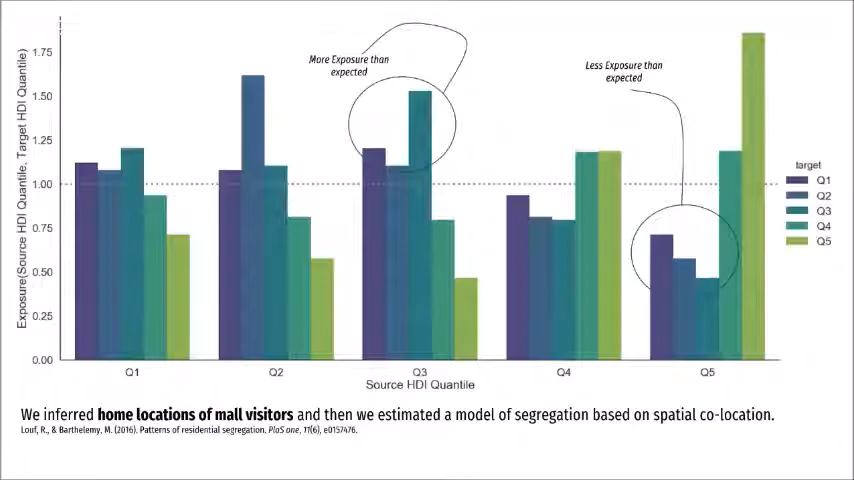 More Exposure than
expected
Less Exposure than
expected
Exposure(Source HDI Quantile, Target HDI Quantile)
1.75
1.50
1.25
1.00
0.75
0.50
0.25
0.00
Q1
Q2
Q3
Q4
Q5
Source HDI Quantile
target
Q1
Q2
Q3
Q4
Q5
We inferred home locations of mall visitors and then we estimated a model of segregation based on spatial co-location.
Louf, R., & Barthelemy, M. (2016). Patterns of residential segregation. PloS one, 11(6), e0157476.